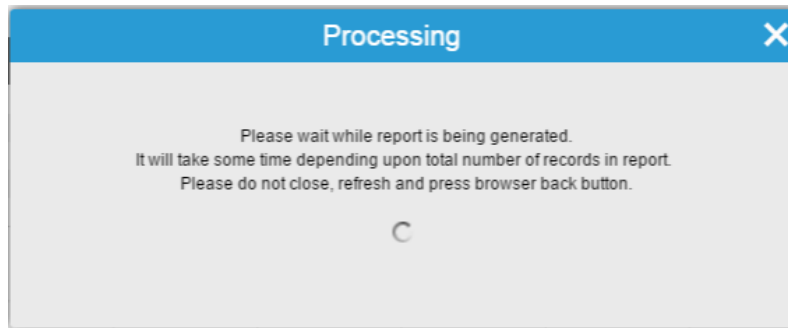 Processing
Please wait while report is being generated.
It will take some time depending upon total number of records in report.
Please do not close, refresh and press browser back button.